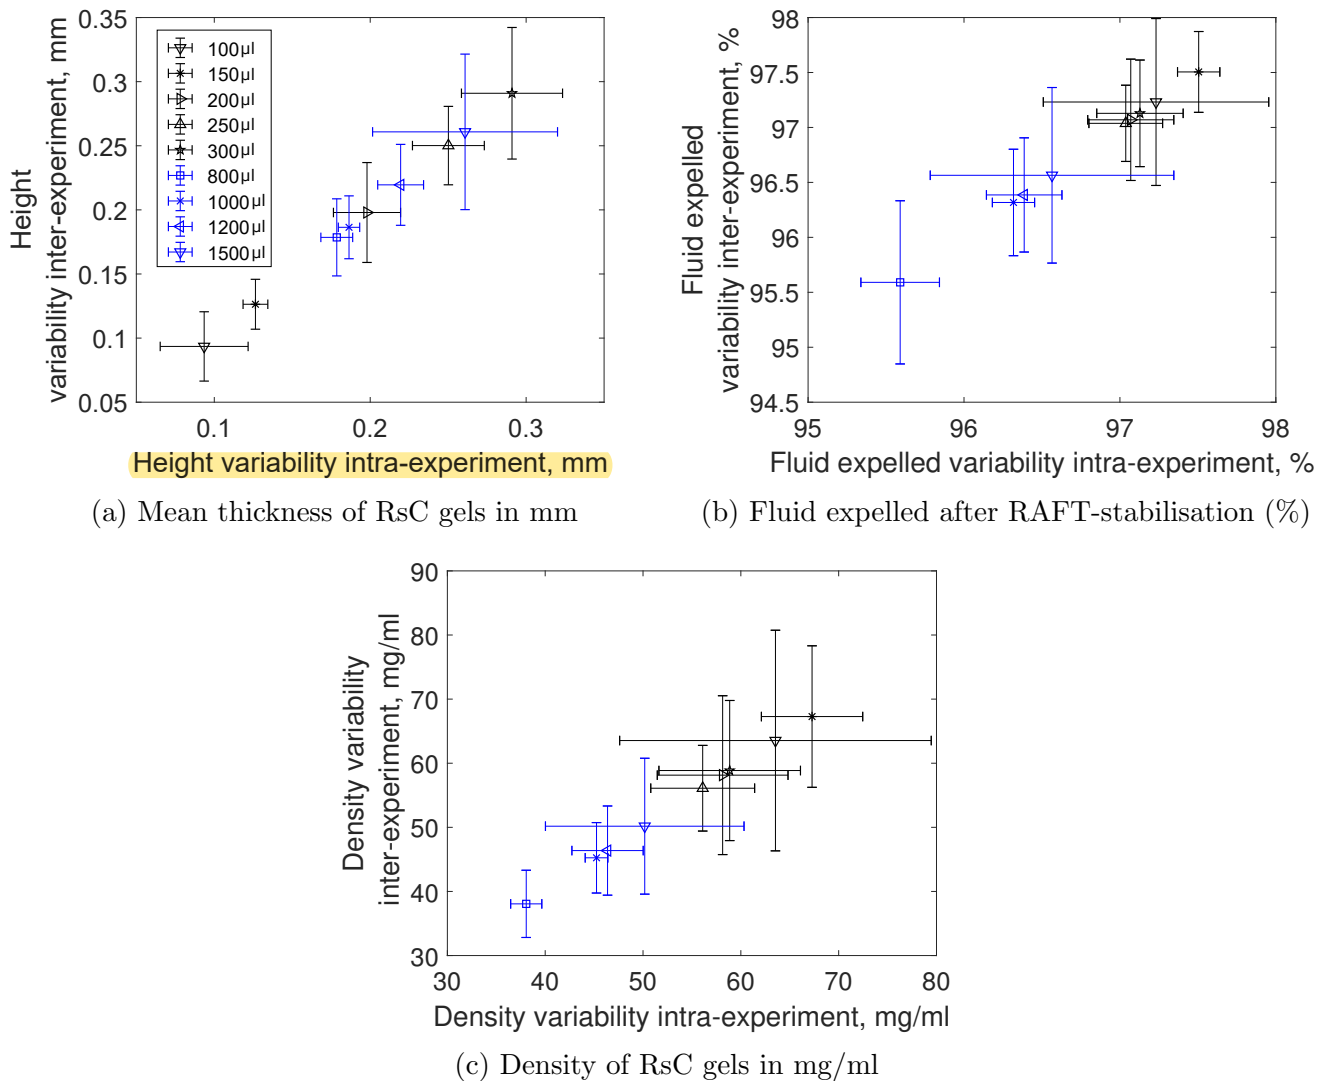 Height
variability inter-experiment, mm
0.35
0.3
0.25
0.2
0.15
0.1
0.05
100µl
150µl
200µl
250µl
300µl
800µl
1000µl
1200µl
1500µl
0.1 0.2 0.3
Height variability intra-experiment, mm
(a) Mean thickness of RsC gels in mm
Fluid expelled
variability inter-experiment, %
98
97.5
97
96.5
96
95.5
95
94.5
95 96 97 98
Fluid expelled variability intra-experiment, %
(b) Fluid expelled after RAFT-stabilisation (%)
Density variability
inter-experiment, mg/ml
90
80
70
60
50
40
30
30 40 50 60 70 80
Density variability intra-experiment, mg/ml
(c) Density of RsC gels in mg/ml